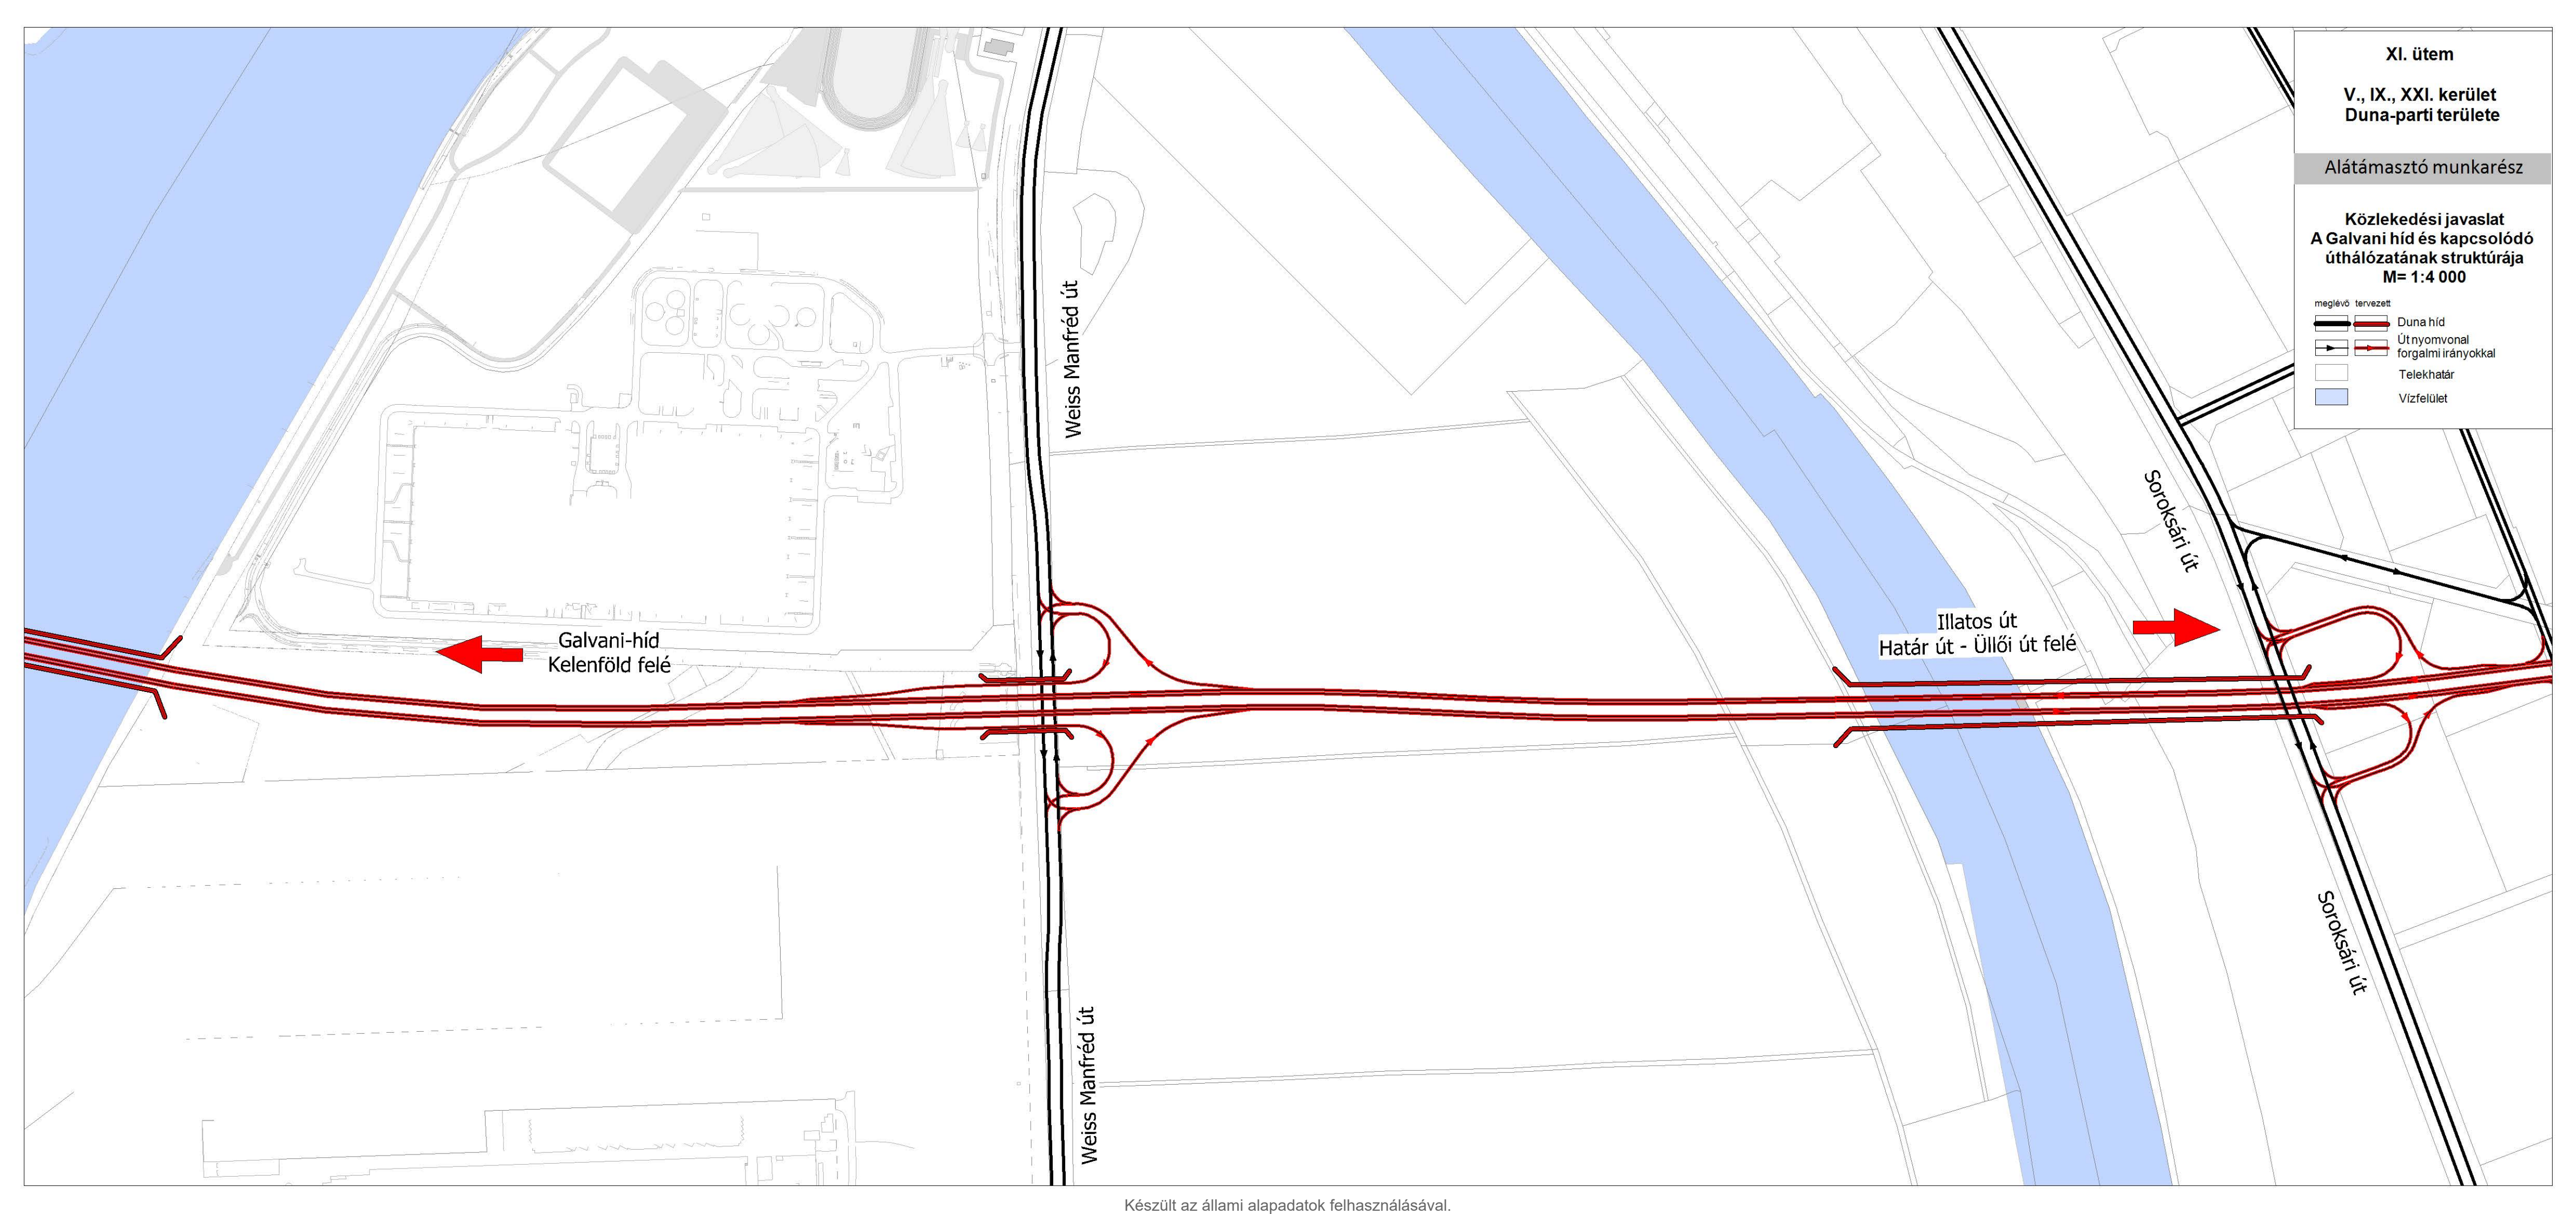 XI. ütem
V., IX., XXI. kerület
Duna-parti területe
Alátámasztó munkarész
Közlekedési javaslat
A Galvani híd és kapcsolódó
úthálózatának struktúrája
M= 1:4 000
meglévő tervezett
Duna híd
Út nyomvonal
forgalmi irányokkal
Telekhatár
Vízfelület
Weiss Manfréd út
Soroksári út
Galvani-híd
Kelenföld felé
Illatos út
Határ út - Üllői út felé
Soroksári út
Weiss Manfréd út
Készült az állami alapadatok felhasználásával.